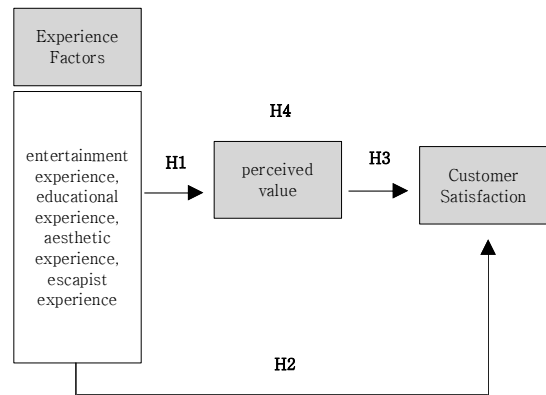 Experience
Factors
entertainment
experience,
educational
experience,
aesthetic
experience,
escapist
experience
H1
H4
perceived
value
H3
Customer
Satisfaction
H2